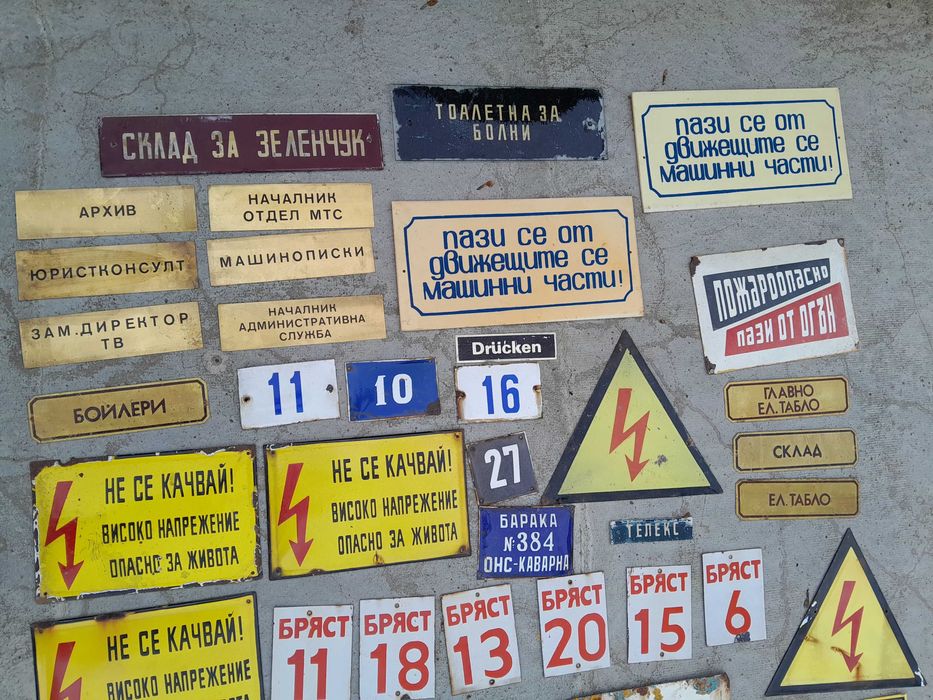 СКЛАД ЗА ЗЕЛЕНЧУК
ТОАЛЕТНА ЗА
БОЛНИ
пази се от
движещите се
машинни части!
АРХИВ
НАЧАЛНИК
ОТДЕЛ МТС
ЮРИСТКОНСУЛТ
МАШИНОПИСКИ
пази се от
движещите се
машинни части!
ПОЖАРООПАСНО
ПАЗИ ОТ ОГЪН
ЗАМ. ДИРЕКТОР
ТВ
НАЧАЛНИК
АДМИНИСТРАТИВНА
СЛУЖБА
Drücken
БОЙЛЕРИ
11
10
16
ГЛАВНО
ЕЛ. ТАБЛО
СКЛАД
ЕЛ. ТАБЛО
НЕ СЕ КАЧВАЙ!
ВИСОКО НАПРЕЖЕНИЕ
ОПАСНО ЗА ЖИВОТА
НЕ СЕ КАЧВАЙ!
ВИСОКО НАПРЕЖЕНИЕ
ОПАСНО ЗА ЖИВОТА
27
БАРАКА
№384
ОНС-КАВАРНА
ТЕЛЕКС
НЕ СЕ КАЧВАЙ!
ВИСОКО НАПРЕЖЕНИЕ
БРЯСТ
11
БРЯСТ
18
БРЯСТ
13
БРЯСТ
20
БРЯСТ
15
БРЯСТ
6